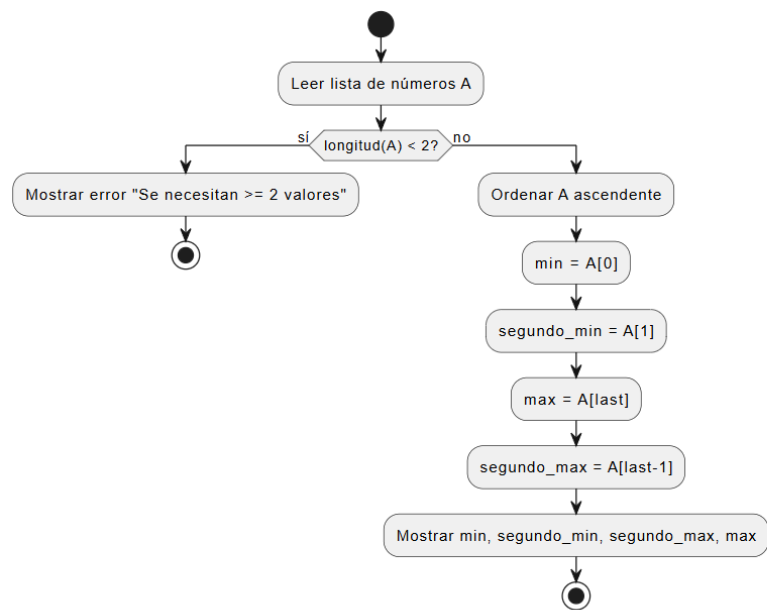 Leer lista de números A
sí
longitud(A) < 2?
no
Mostrar error "Se necesitan >= 2 valores"
Ordenar A ascendente
min = A[0]
segundo_min = A[1]
max = A[last]
segundo_max = A[last-1]
Mostrar min, segundo_min, segundo_max, max